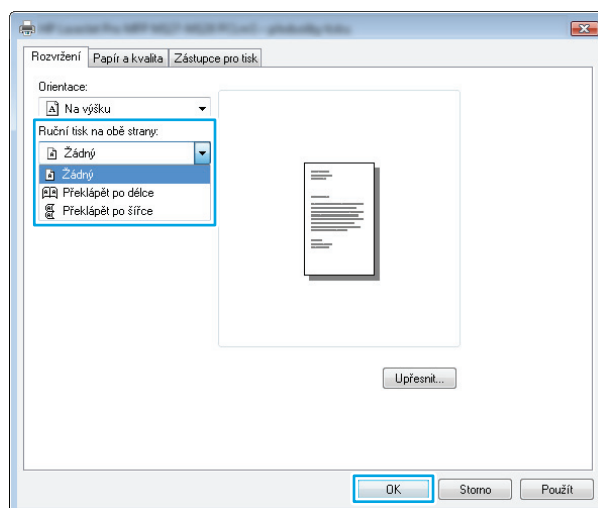 Rozvržení Papír a kvalita Zástupce pro tisk
Orientace:
Na výšku
Ruční tisk na obě strany:
Žádný
Žádný
Překlápět po délce
Překlápět po šířce
Upřesnit...
OK Storno Použít